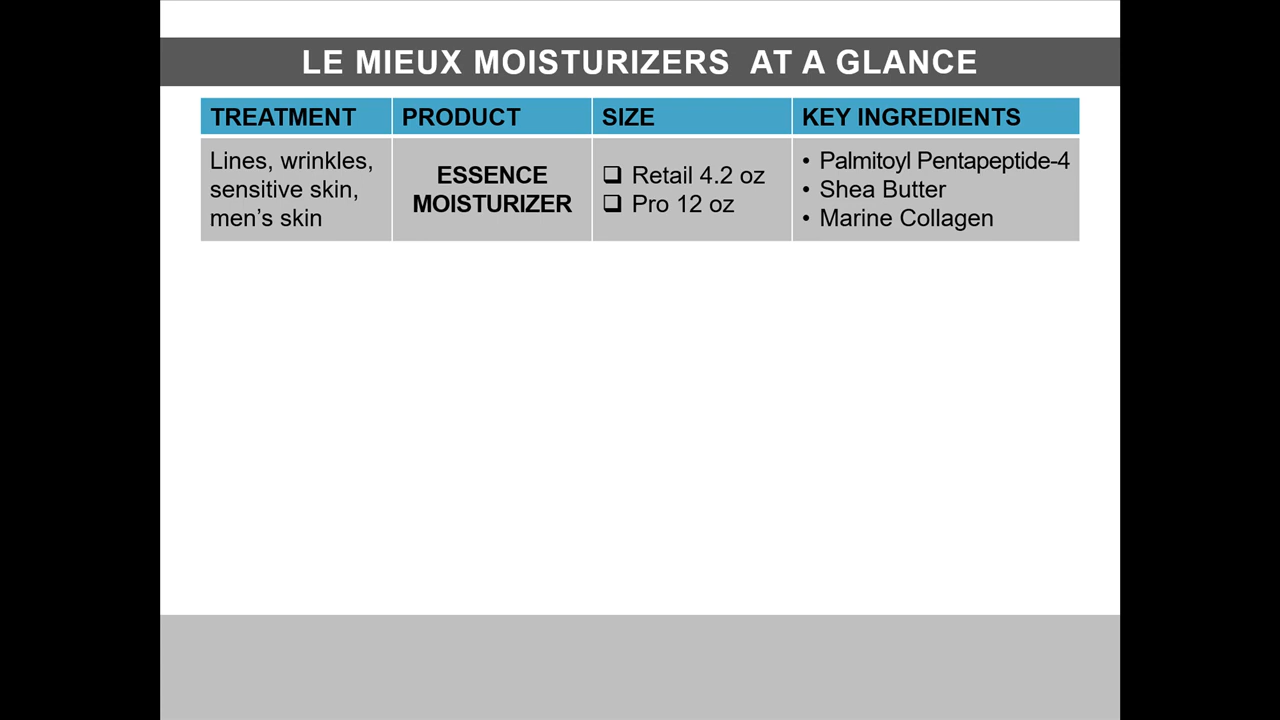 LE MIEUX MOISTURIZERS  AT A GLANCE
TREATMENT PRODUCT SIZE KEY INGREDIENTS
Lines, wrinkles,
sensitive skin,
men’s skin
ESSENCE
MOISTURIZER
❑ Retail 4.2 oz
❑ Pro 12 oz
• Palmitoyl Pentapeptide-4
• Shea Butter
• Marine Collagen